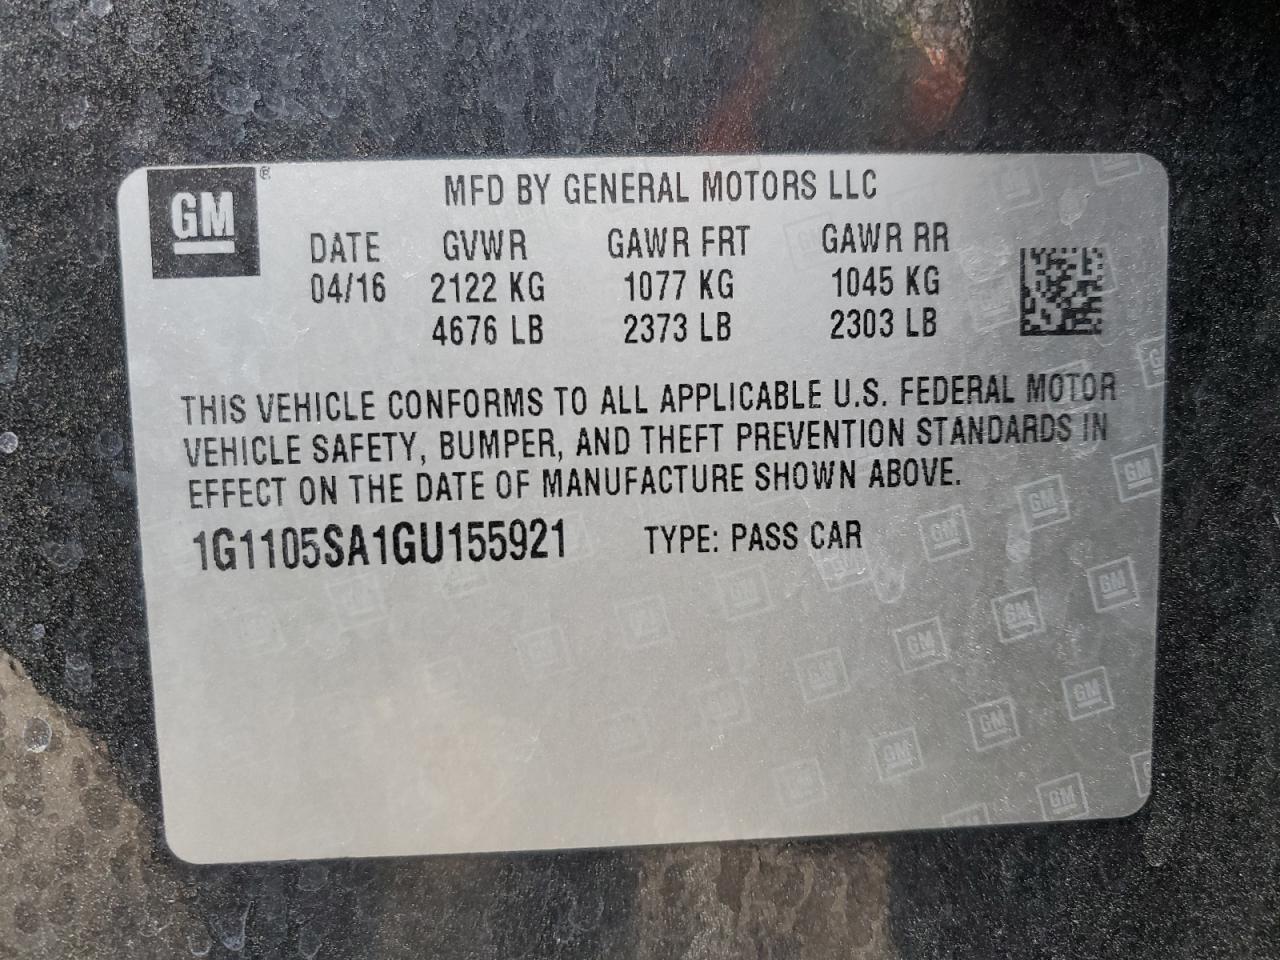 GM ®
MFD BY GENERAL MOTORS LLC
DATE GVWR GAWR FRT GAWR RR
04/16 2122 KG 1077 KG 1045 KG
4676 LB 2373 LB 2303 LB
THIS VEHICLE CONFORMS TO ALL APPLICABLE U.S. FEDERAL MOTOR
VEHICLE SAFETY, BUMPER, AND THEFT PREVENTION STANDARDS IN
EFFECT ON THE DATE OF MANUFACTURE SHOWN ABOVE.
1G1105SA1GU155921 TYPE: PASS CAR